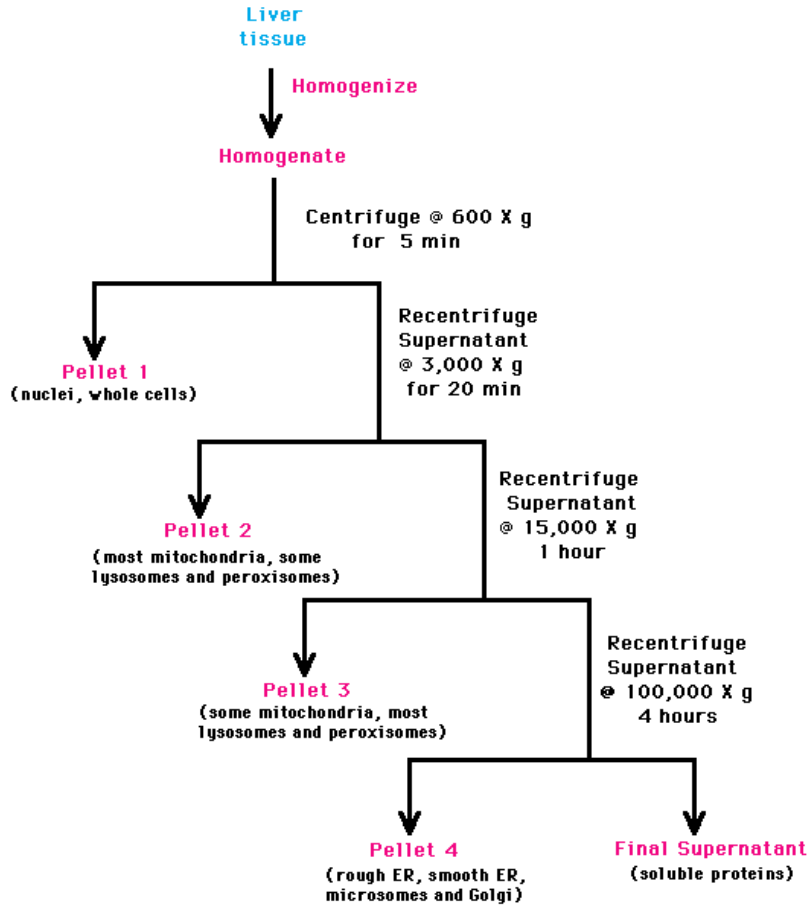 Liver
tissue
Homogenize
Homogenate
Centrifuge @ 600 X g
for 5 min
Recentrifuge
Supernatant
@ 3,000 X g
for 20 min
Pellet 1
(nuclei, whole cells)
Recentrifuge
Supernatant
@ 15,000 X g
1 hour
Pellet 2
(most mitochondria, some
lysosomes and peroxisomes)
Recentrifuge
Supernatant
@ 100,000 X g
4 hours
Pellet 3
(some mitochondria, most
lysosomes and peroxisomes)
Pellet 4
(rough ER, smooth ER,
microsomes and Golgi)
Final Supernatant
(soluble proteins)